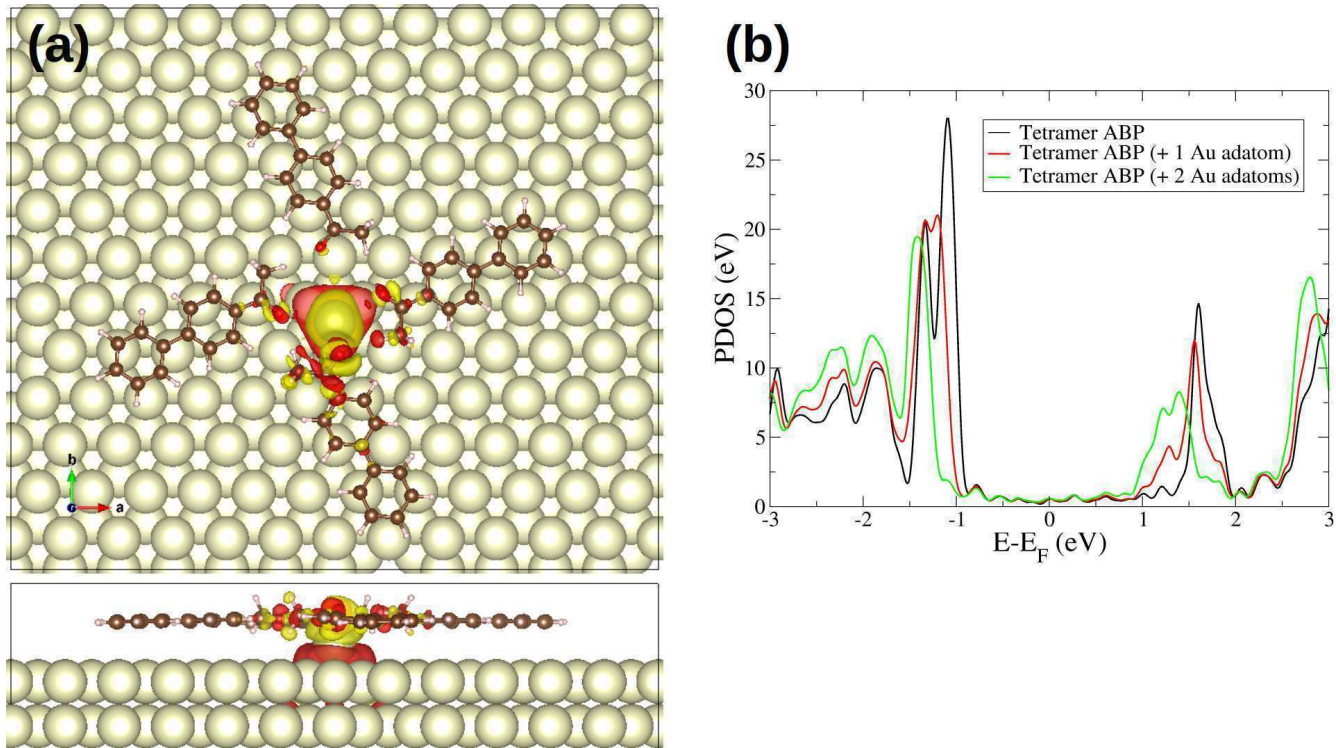 (a)
b
c
a
(b)
30
25
20
15
10
5
0
PDOS (eV)
Tetramer ABP
Tetramer ABP (+ 1 Au adatom)
Tetramer ABP (+ 2 Au adatoms)
-3 -2 -1 0 1 2 3
E-E_F (eV)